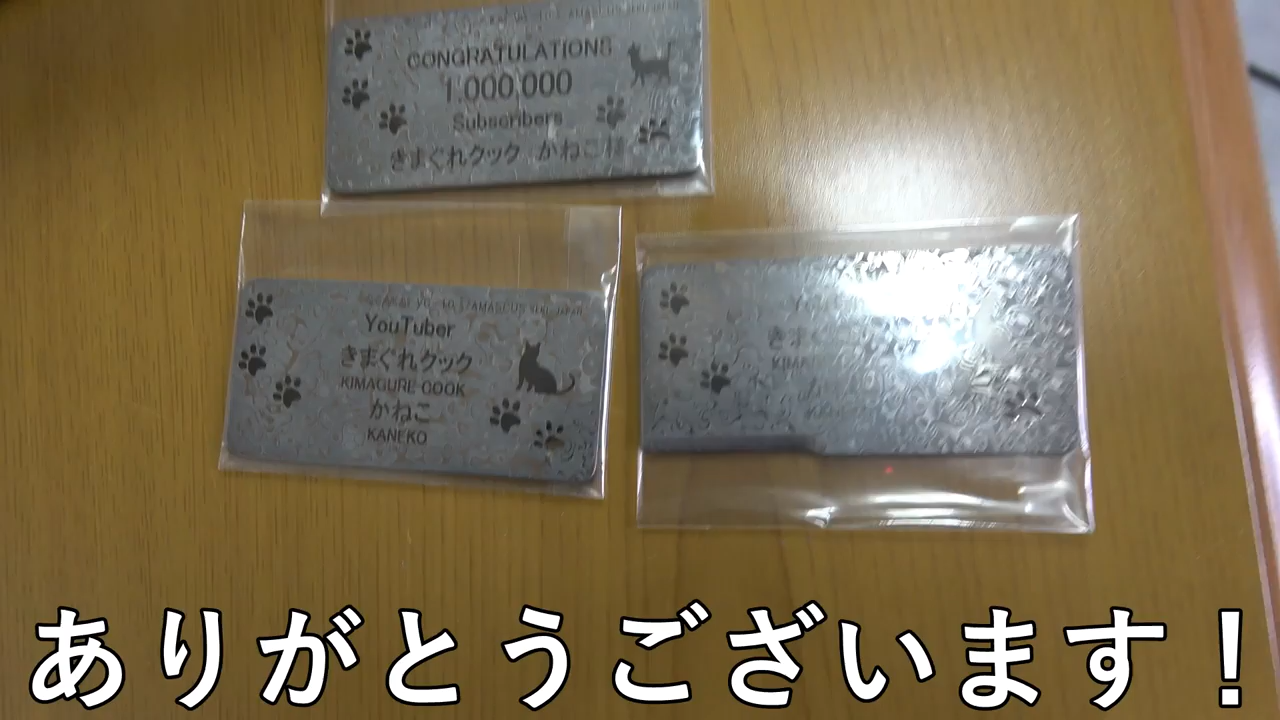 CONGRATULATIONS
1,000,000
Subscribers
きまぐれクック かねこ様
YouTuber
きまぐれクック
KIMAGURE COOK
かねこ
KANEKO
ありがとうございます！